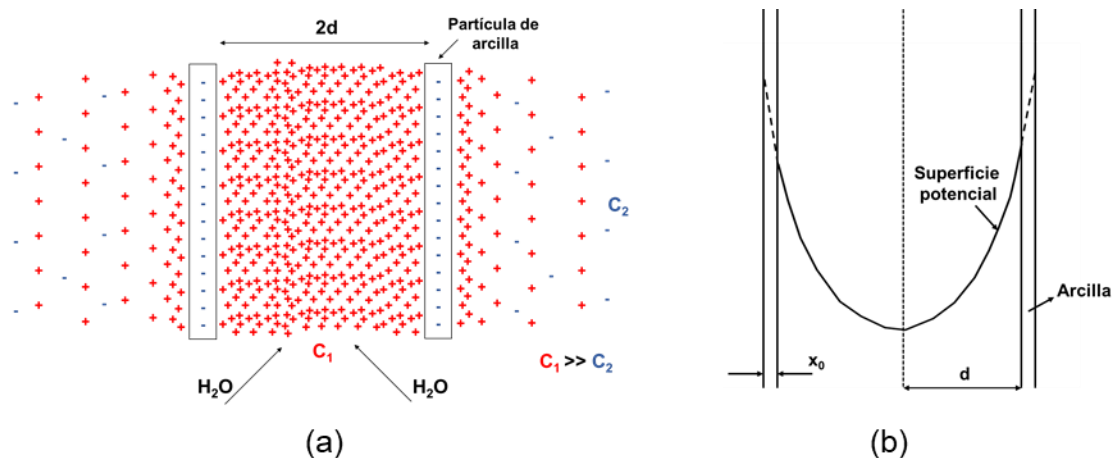 2d
Partícula de
arcilla
C₂
C₁
C₁ >> C₂
H₂O
H₂O
(a)
Superficie
potencial
Arcilla
x₀
d
(b)